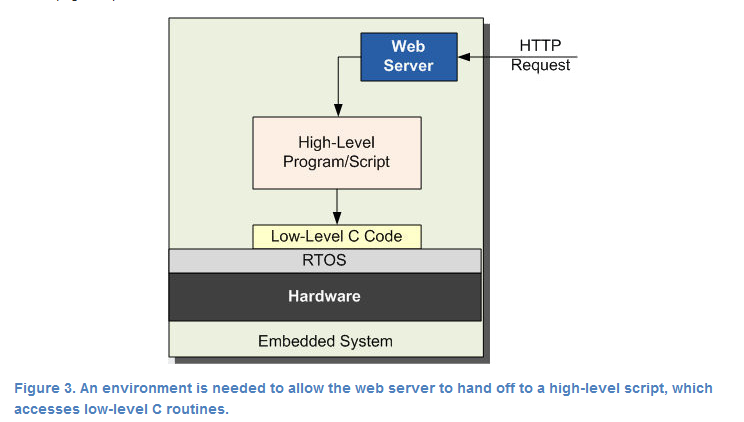 Web
Server
HTTP
Request
High-Level
Program/Script
Low-Level C Code
RTOS
Hardware
Embedded System
Figure 3. An environment is needed to allow the web server to hand off to a high-level script, which
accesses low-level C routines.